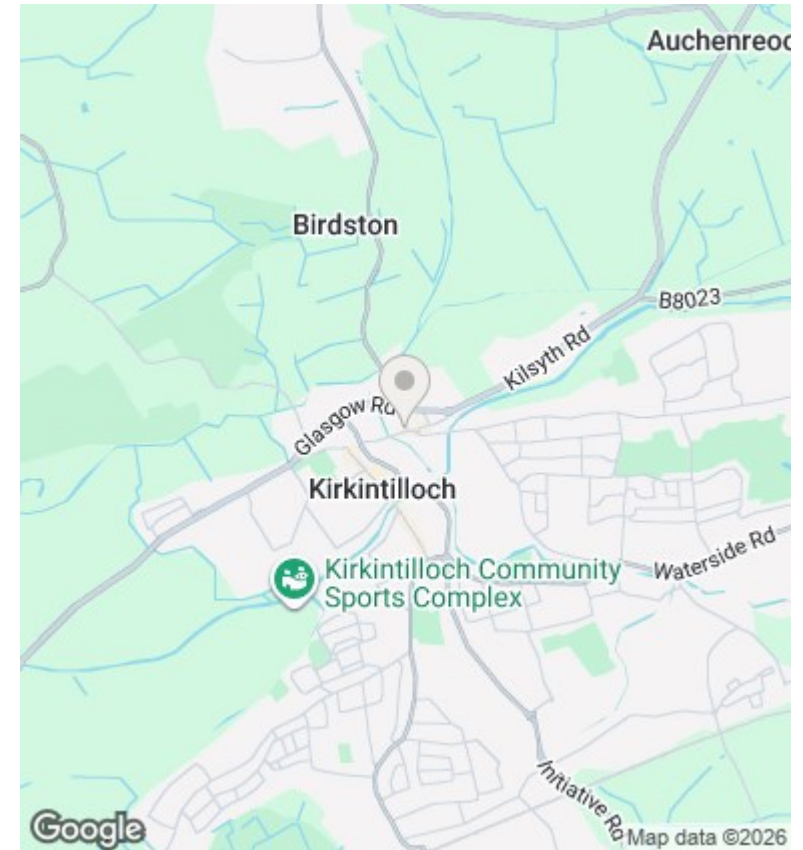 Auchenreoc
Birdston
B8023
Kilsyth Rd
Glasgow Rd
Kirkintilloch
Waterside Rd
Kirkintilloch Community
Sports Complex
Initiative Rd
Google
Map data ©2026